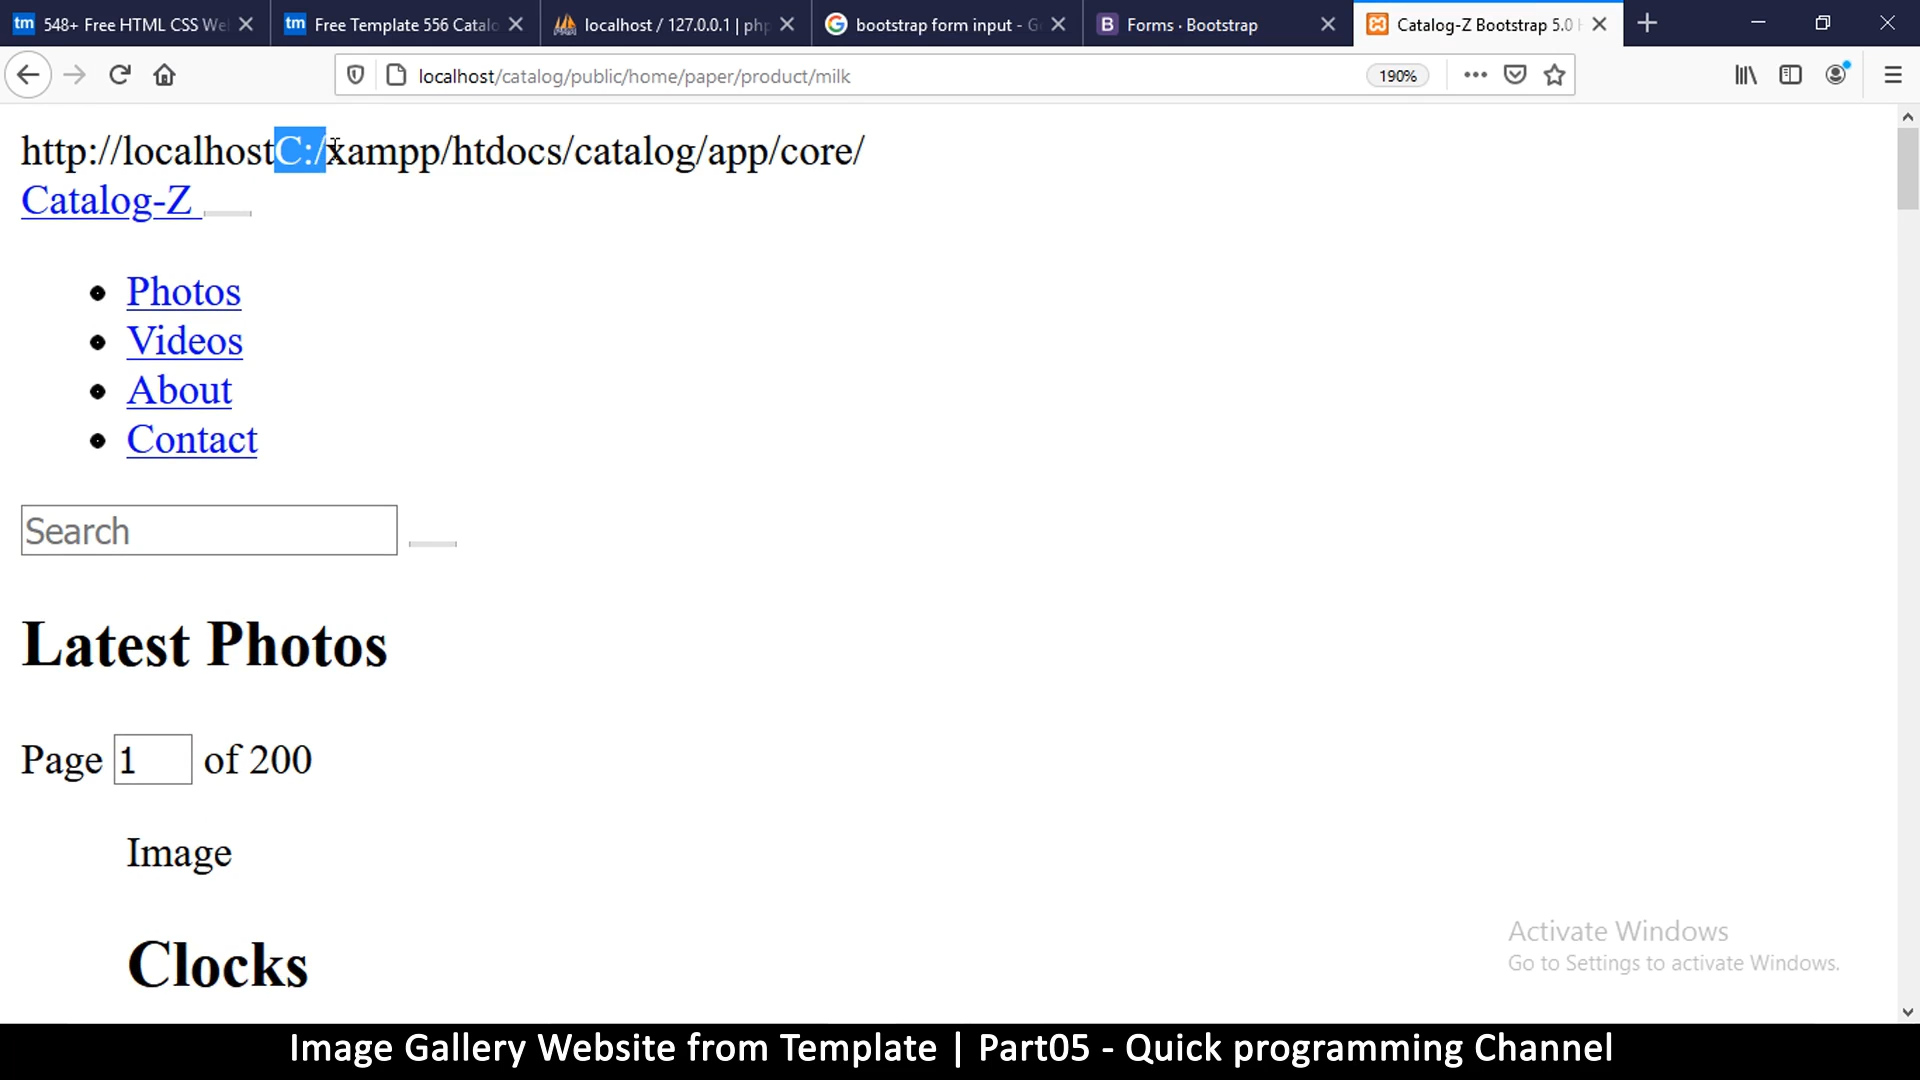 tm 548+ Free HTML CSS We
tm Free Template 556 Catalo
localhost / 127.0.0.1 | php
G bootstrap form input - G
B Forms · Bootstrap
Catalog-Z Bootstrap 5.0 H
localhost/catalog/public/home/paper/product/milk
190%
http://localhostC:/xampp/htdocs/catalog/app/core/
Catalog-Z
Photos
Videos
About
Contact
Search
Latest Photos
Page 1 of 200
Image
Clocks
Activate Windows
Go to Settings to activate Windows.
Image Gallery Website from Template | Part05 - Quick programming Channel